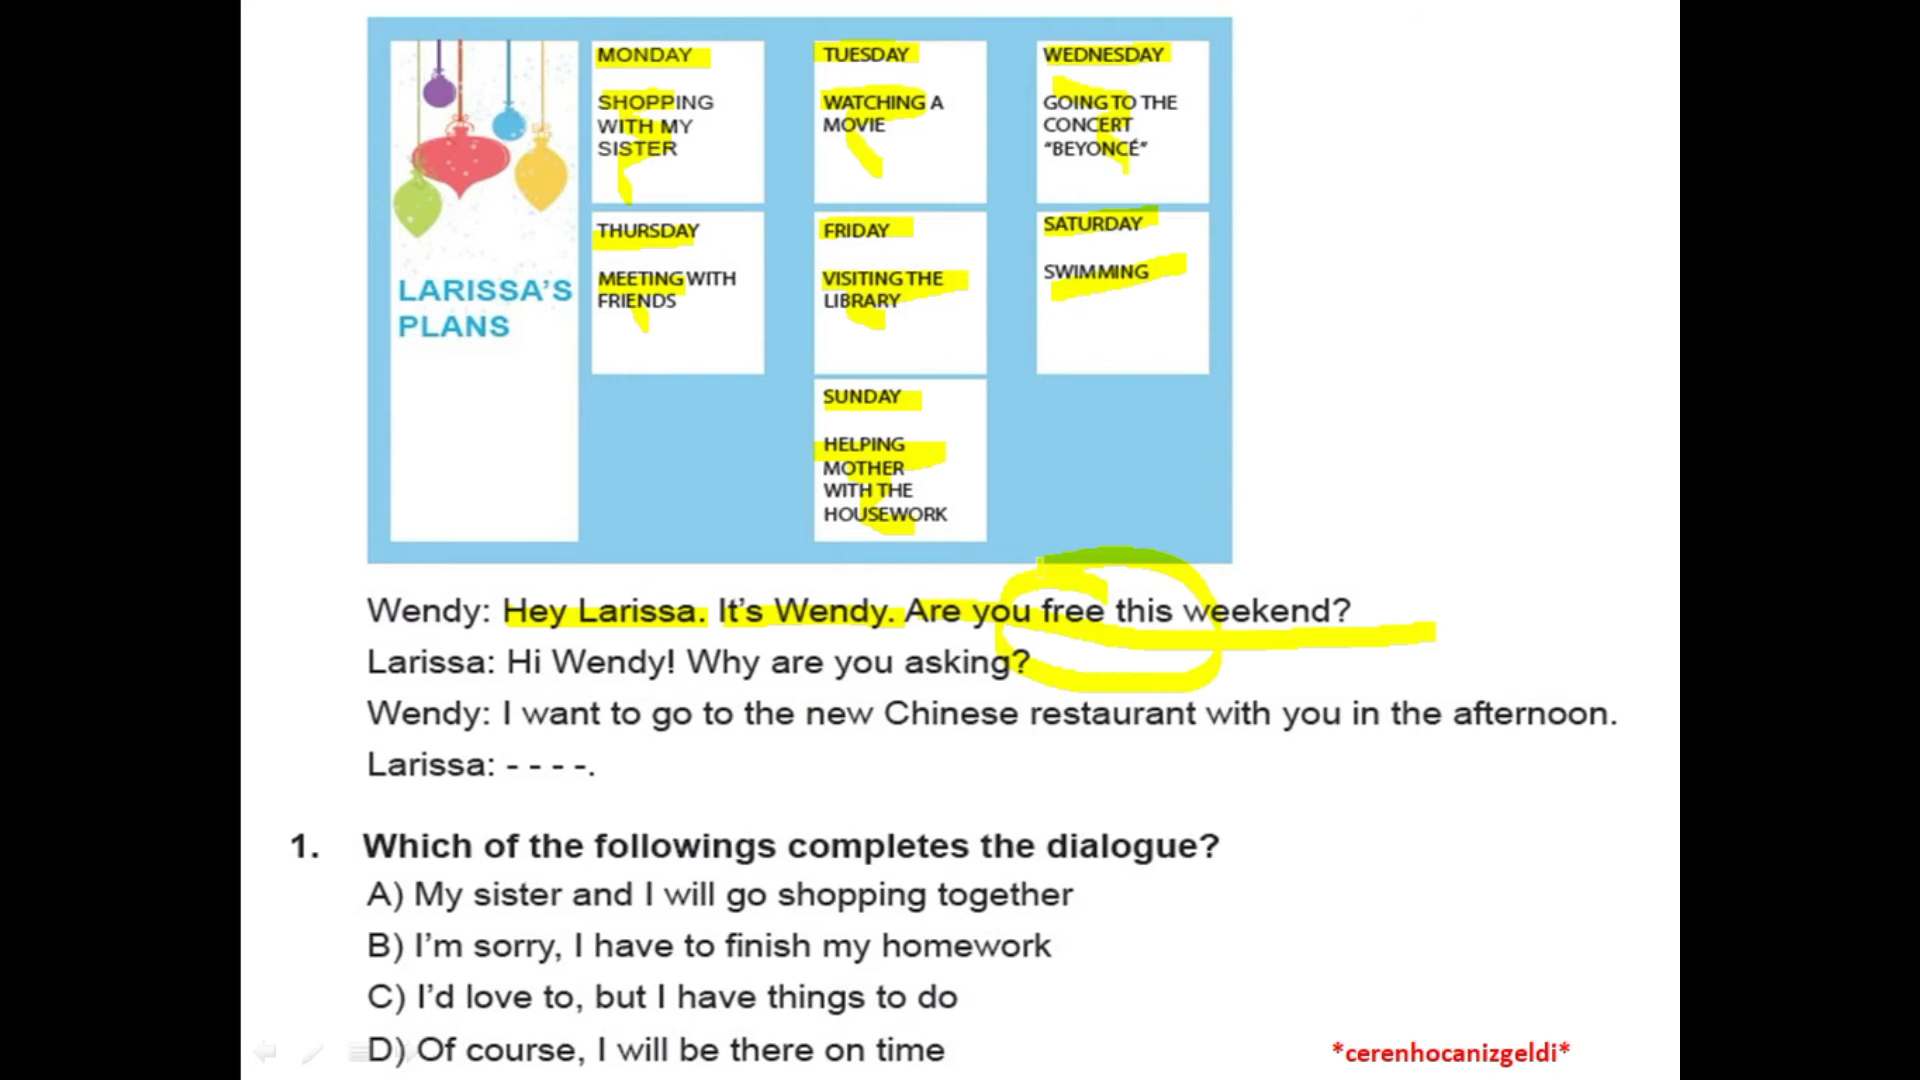 LARISSA'S
PLANS
MONDAY
SHOPPING
WITH MY
SISTER
TUESDAY
WATCHING A
MOVIE
WEDNESDAY
GOING TO THE
CONCERT
“BEYONCÉ”
THURSDAY
MEETING WITH
FRIENDS
FRIDAY
VISITING THE
LIBRARY
SATURDAY
SWIMMING
SUNDAY
HELPING
MOTHER
WITH THE
HOUSEWORK
Wendy: Hey Larissa. It’s Wendy. Are you free this weekend?
Larissa: Hi Wendy! Why are you asking?
Wendy: I want to go to the new Chinese restaurant with you in the afternoon.
Larissa: - - - -.
1. Which of the followings completes the dialogue?
A) My sister and I will go shopping together
B) I’m sorry, I have to finish my homework
C) I’d love to, but I have things to do
D) Of course, I will be there on time
*cerenhocanizgeldi*